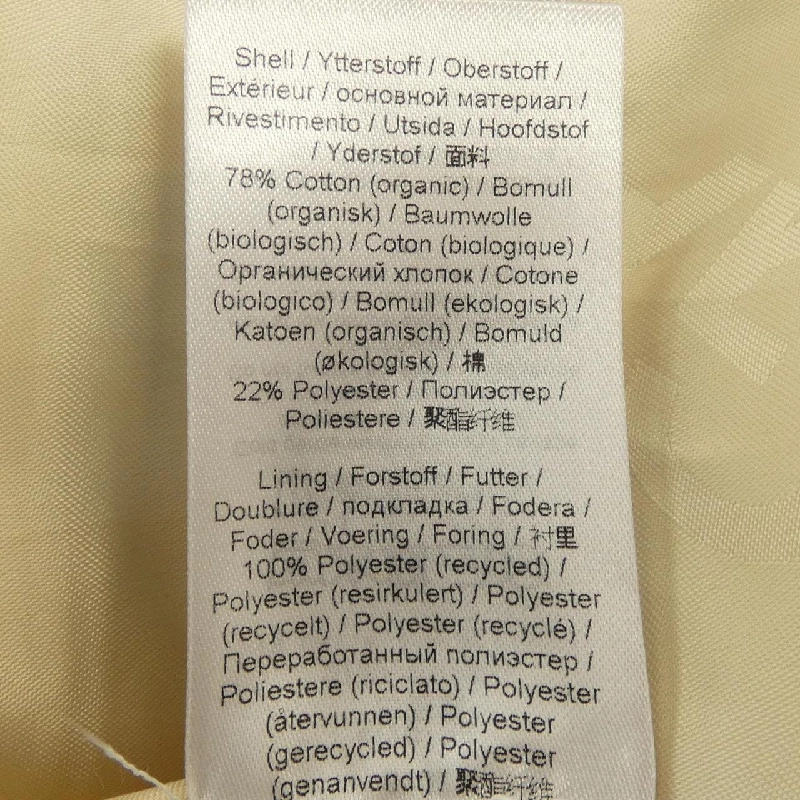 Shell / Ytterstoff / Oberstoff /
Extérieur / основной материал /
Rivestimento / Utsida / Hoofdstof
/ Yderstof / 面料
78% Cotton (organic) / Bomull
(organisk) / Baumwolle
(biologisch) / Coton (biologique) /
Органический хлопок / Cotone
(biologico) / Bomull (ekologisk) /
Katoen (organisch) / Bomuld
(økologisk) / 棉
22% Polyester / Полиэстер /
Poliestere / 聚酯纤维
Lining / Forstoff / Futter /
Doublure / подкладка / Fodera /
Foder / Voering / Foring / 衬里
100% Polyester (recycled) /
Polyester (resirkulert) / Polyester
(recycelt) / Polyester (recyclé) /
Переработанный полиэстер /
Poliestere (riciclato) / Polyester
(återvunnen) / Polyester
(gerecycled) / Polyester
(genanvendt) / 聚酯纤维